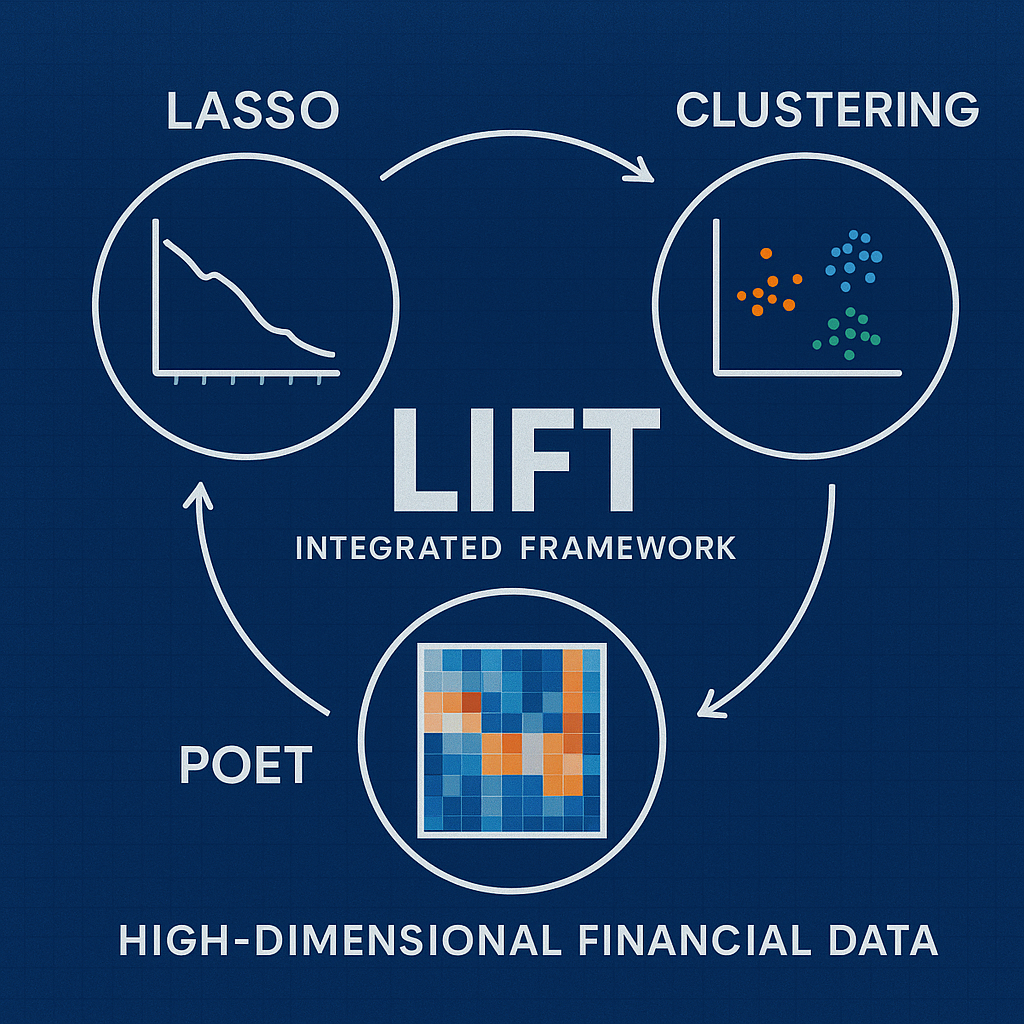 LASSO
CLUSTERING
LIFT
INTEGRATED FRAMEWORK
POET
HIGH-DIMENSIONAL FINANCIAL DATA